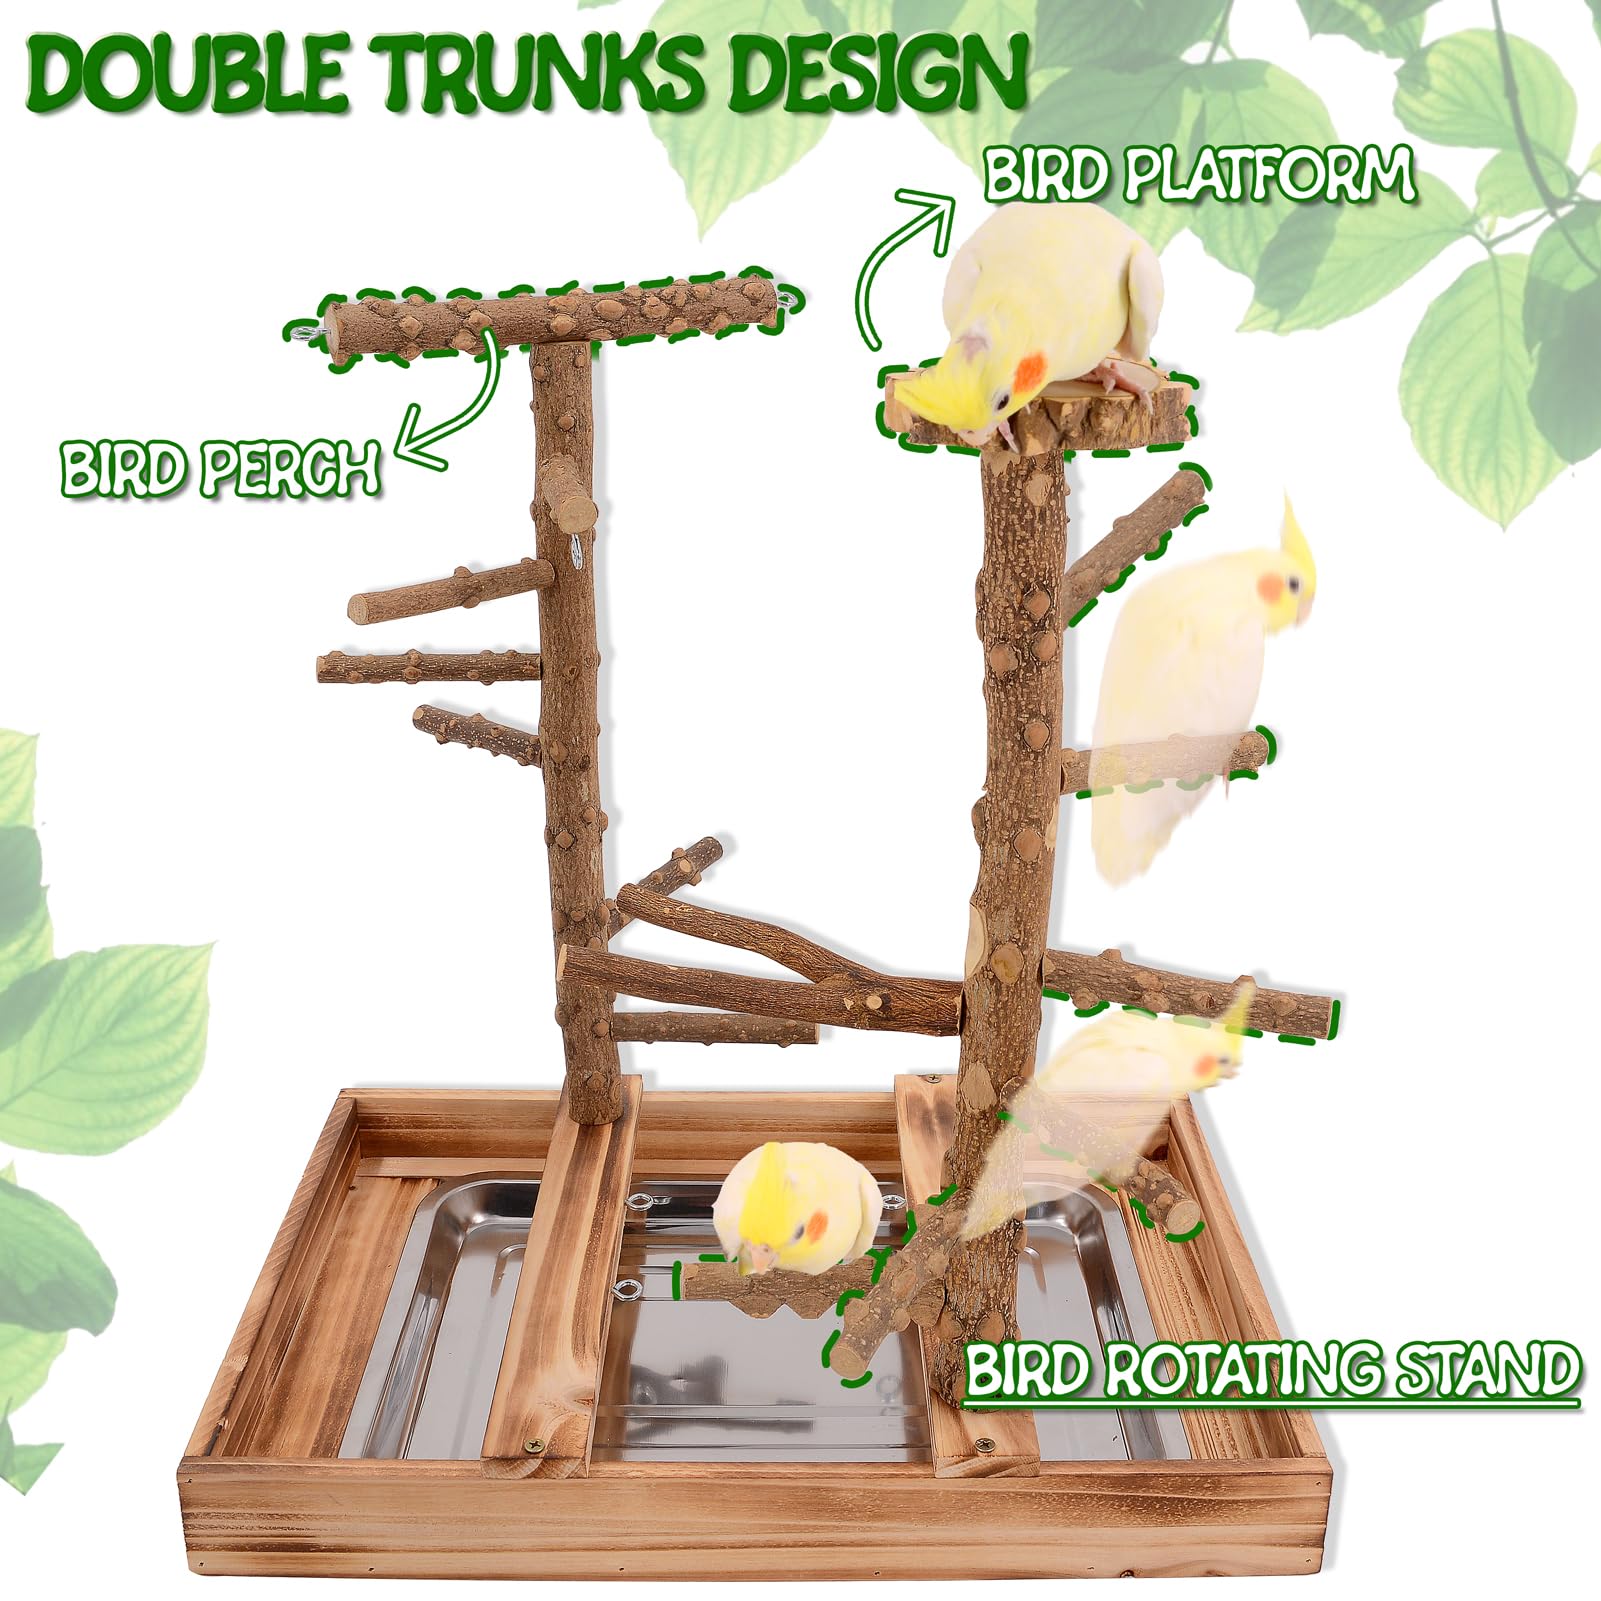 DOUBLE TRUNKS DESIGN
BIRD PLATFORM
BIRD PERCH
BIRD ROTATING STAND